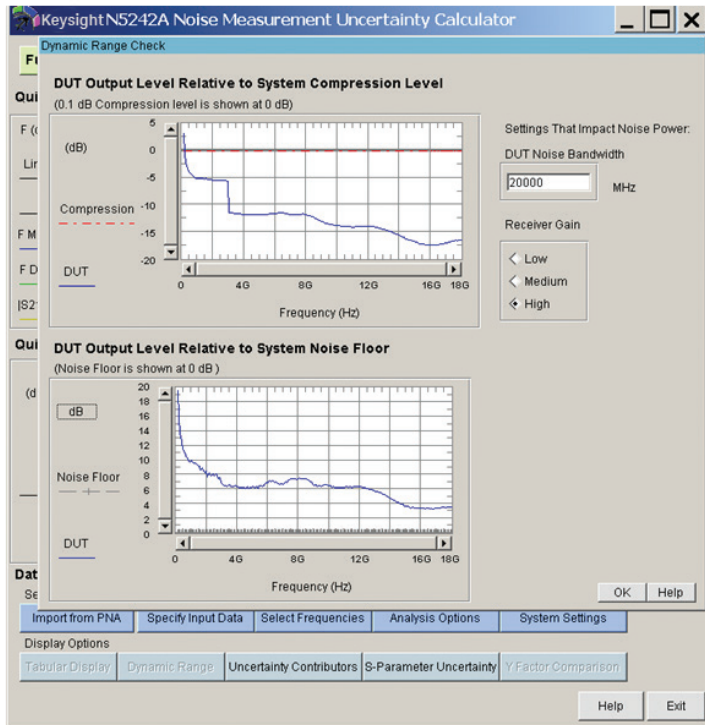 Keysight N5242A Noise Measurement Uncertainty Calculator
Dynamic Range Check
DUT Output Level Relative to System Compression Level
(0.1 dB Compression level is shown at 0 dB)
(dB)
5
0
-5
-10
-15
-20
Compression
DUT
0 4G 8G 12G 16G 18G
Frequency (Hz)
Settings That Impact Noise Power:
DUT Noise Bandwidth
20000 MHz
Receiver Gain
Low
Medium
High
DUT Output Level Relative to System Noise Floor
(Noise Floor is shown at 0 dB )
dB
20
18
16
14
12
10
8
6
4
2
0
Noise Floor
DUT
0 4G 8G 12G 16G 18G
Frequency (Hz)
OK Help
Qui
F (
Li
F M
F D
|S2
Qui
(d
Dat
Se
Import from PNA Specify Input Data Select Frequencies Analysis Options System Settings
Display Options
Tabular Display Dynamic Range Uncertainty Contributors S-Parameter Uncertainty Y Factor Comparison
Help Exit